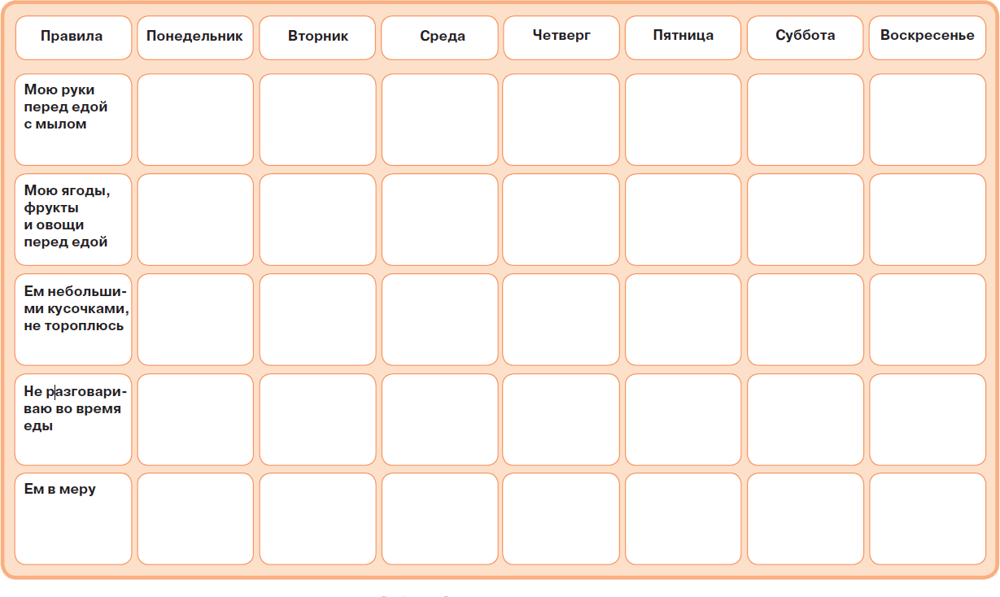 Правила Понедельник Вторник Среда Четверг Пятница Суббота Воскресенье
Мою руки
перед едой
с мылом
Мою ягоды,
фрукты
и овощи
перед едой
Ем небольши-
ми кусочками,
не тороплюсь
Не разговари-
ваю во время
еды
Ем в меру